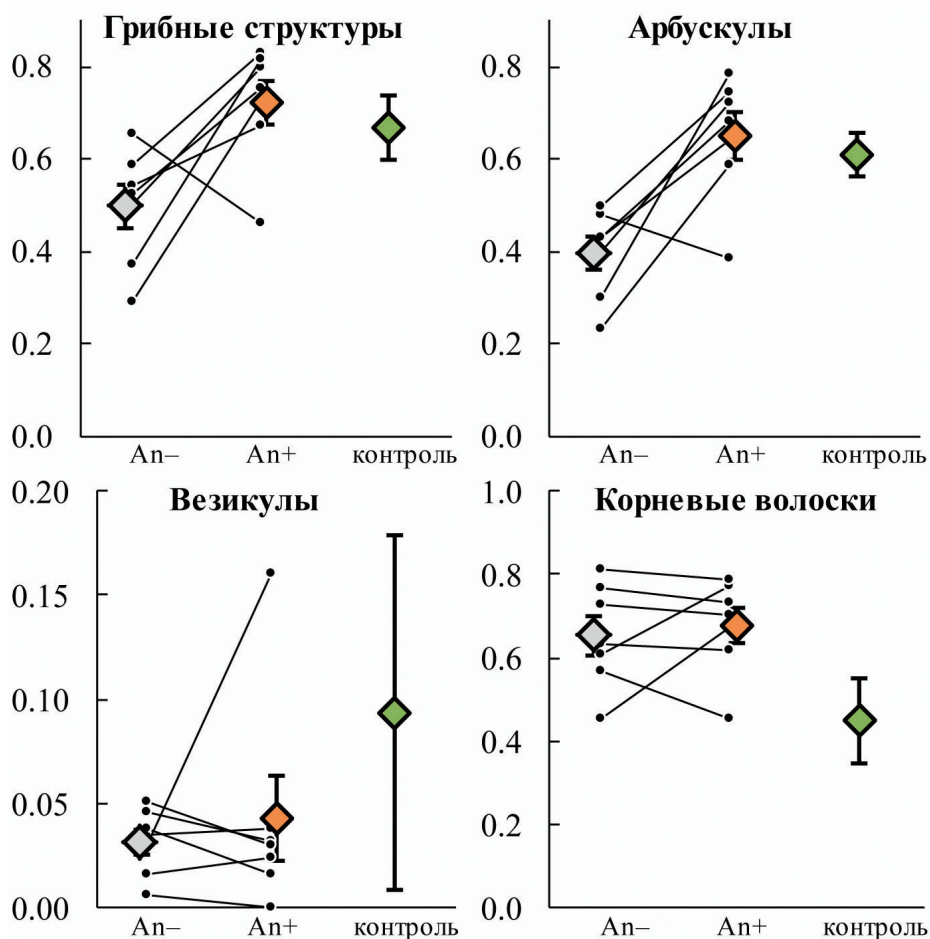 Грибные структуры
0.8
0.6
0.4
0.2
0.0
An–
An+
контроль
Арбускулы
0.8
0.6
0.4
0.2
0.0
An–
An+
контроль
Везикулы
0.20
0.15
0.10
0.05
0.00
An–
An+
контроль
Корневые волоски
1.0
0.8
0.6
0.4
0.2
0.0
An–
An+
контроль